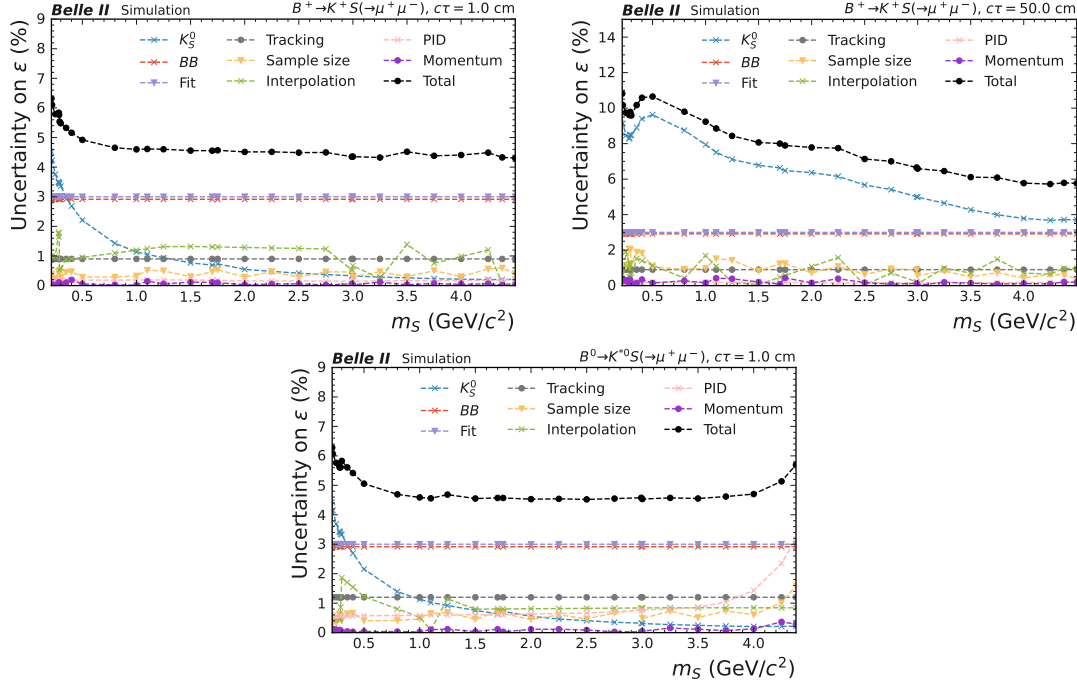 Belle II Simulation B⁺→K⁺S(→μ⁺μ⁻), cτ = 1.0 cm
Uncertainty on ε (%)
9
8
7
6
5
4
3
2
1
0
K_S^0 Tracking PID
BB Sample size Momentum
Fit Interpolation Total
0.5 1.0 1.5 2.0 2.5 3.0 3.5 4.0
m_S (GeV/c²)
Belle II Simulation B⁺→K⁺S(→μ⁺μ⁻), cτ = 50.0 cm
Uncertainty on ε (%)
14
12
10
8
6
4
2
0
K_S^0 Tracking PID
BB Sample size Momentum
Fit Interpolation Total
0.5 1.0 1.5 2.0 2.5 3.0 3.5 4.0
m_S (GeV/c²)
Belle II Simulation B⁰→K*⁰S(→μ⁺μ⁻), cτ = 1.0 cm
Uncertainty on ε (%)
9
8
7
6
5
4
3
2
1
0
K_S^0 Tracking PID
BB Sample size Momentum
Fit Interpolation Total
0.5 1.0 1.5 2.0 2.5 3.0 3.5 4.0
m_S (GeV/c²)